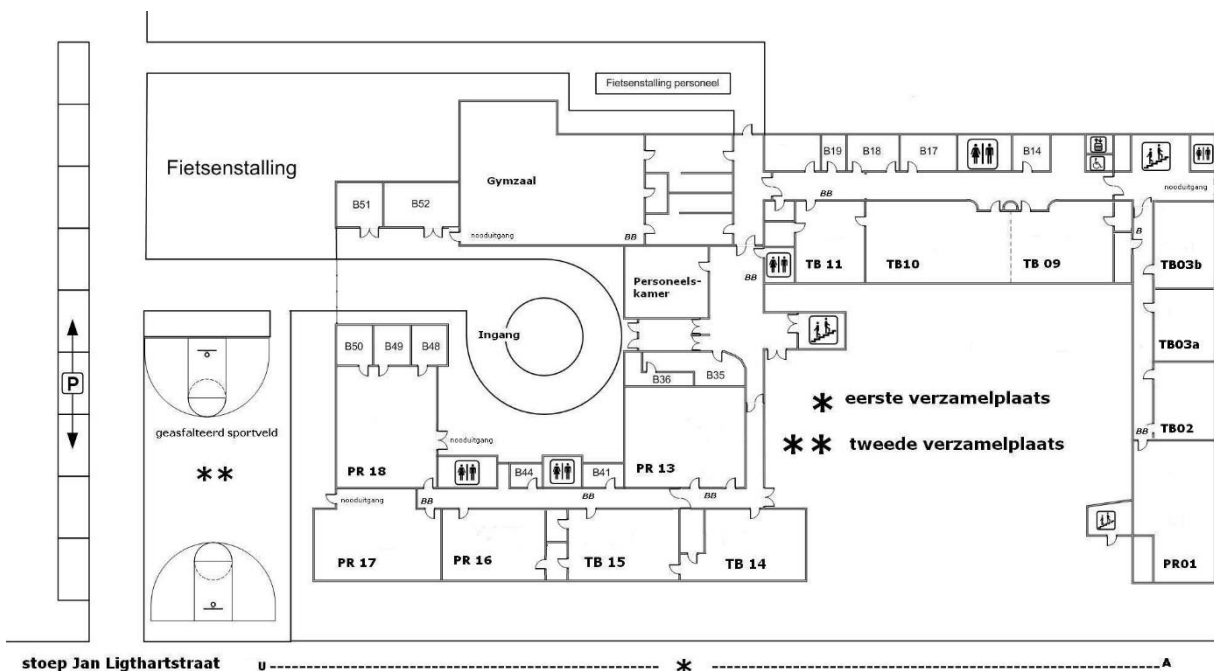 Fietsenstalling personeel
B19
B18
B17
B14
Fietsenstalling
Gymzaal
B51
B52
nooduitgang
BB
BB
nooduitgang
B
TB 11
TB10
TB 09
TB03b
Personeels-
kamer
BB
Ingang
B50
B49
B48
B36
B35
TB03a
P
geasfalteerd sportveld
**
* eerste verzamelplaats
** tweede verzamelplaats
nooduitgang
PR 18
B44
B41
PR 13
TB02
BB
nooduitgang
BB
BB
BB
PR 17
PR 16
TB 15
TB 14
PR01
stoep Jan Ligthartstraat U * A